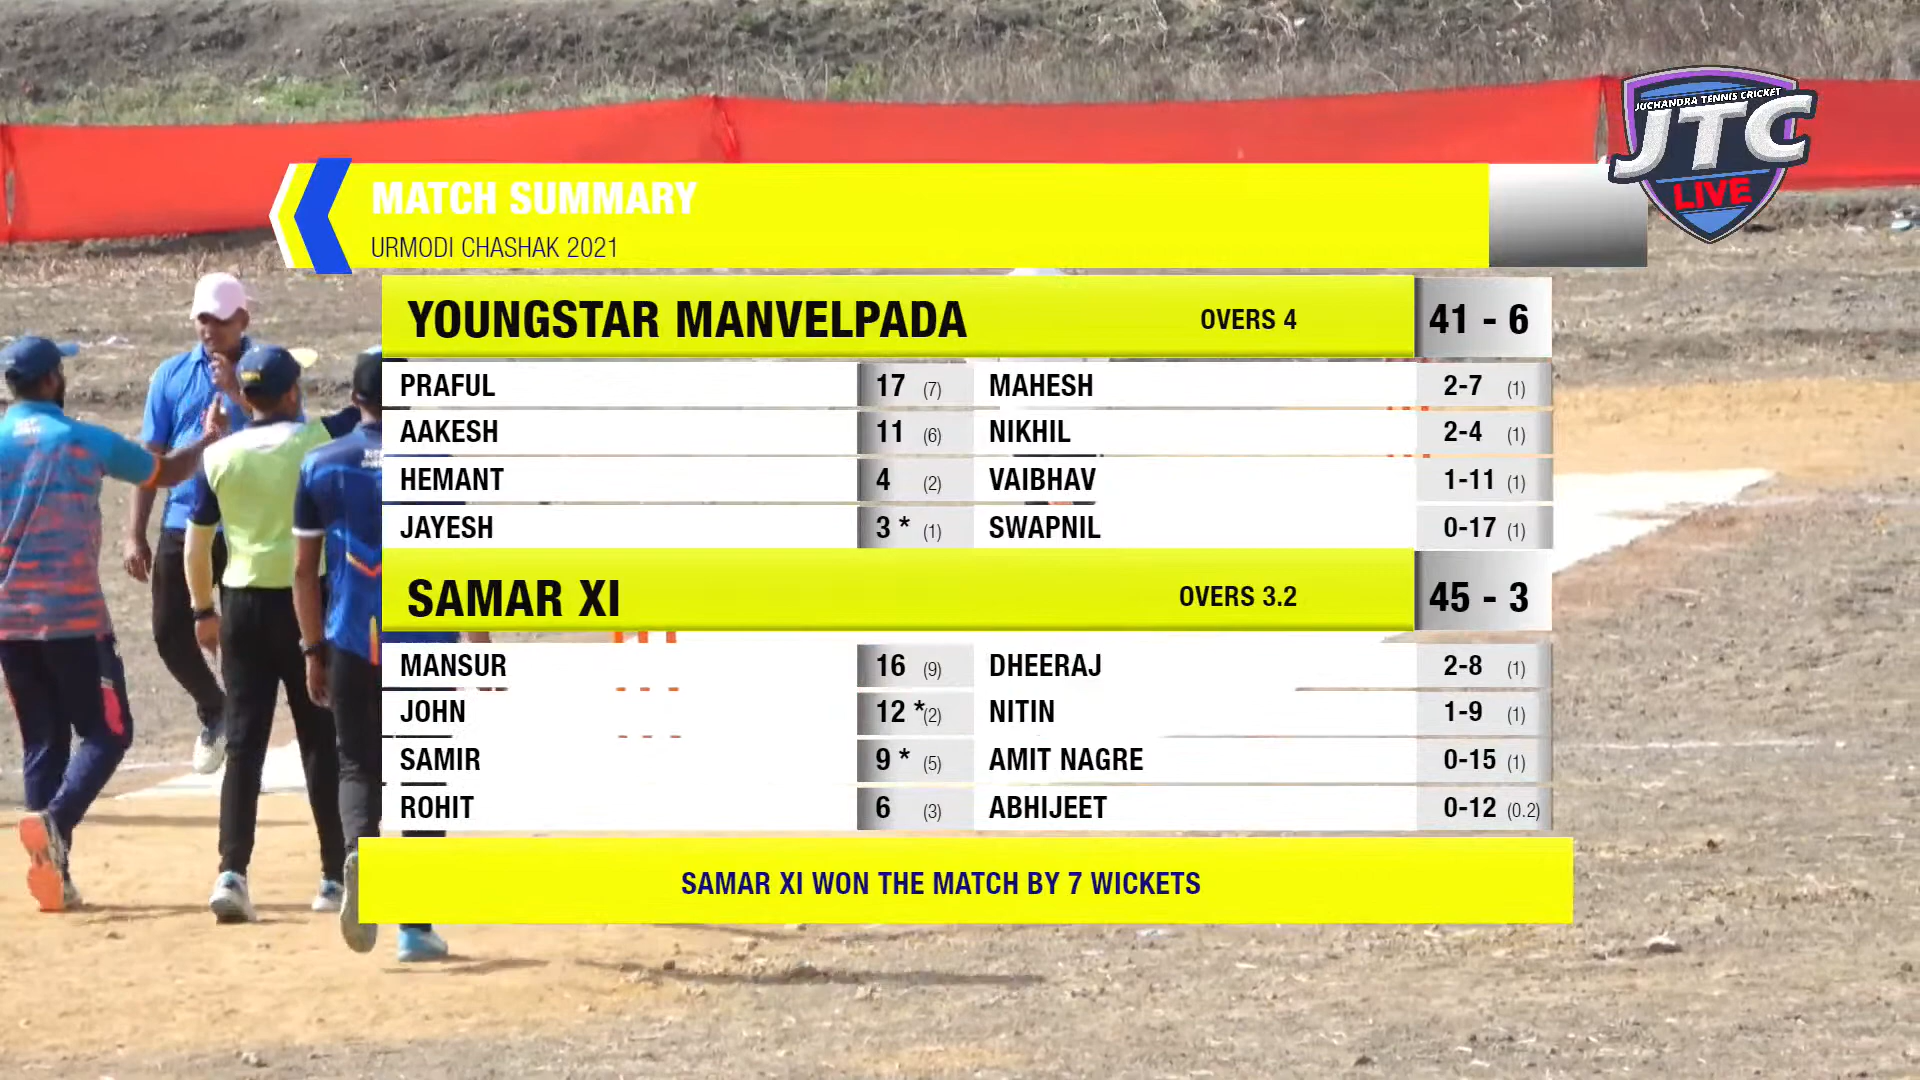 JUCHANDRA TENNIS CRICKET
JTC
LIVE
MATCH SUMMARY
URMODI CHASHAK 2021
YOUNGSTAR MANVELPADA OVERS 4 41 - 6
PRAFUL 17 (7) MAHESH 2-7 (1)
AAKESH 11 (6) NIKHIL 2-4 (1)
HEMANT 4 (2) VAIBHAV 1-11 (1)
JAYESH 3 * (1) SWAPNIL 0-17 (1)
SAMAR XI OVERS 3.2 45 - 3
MANSUR 16 (9) DHEERAJ 2-8 (1)
JOHN 12 * (2) NITIN 1-9 (1)
SAMIR 9 * (5) AMIT NAGRE 0-15 (1)
ROHIT 6 (3) ABHIJEET 0-12 (0.2)
SAMAR XI WON THE MATCH BY 7 WICKETS